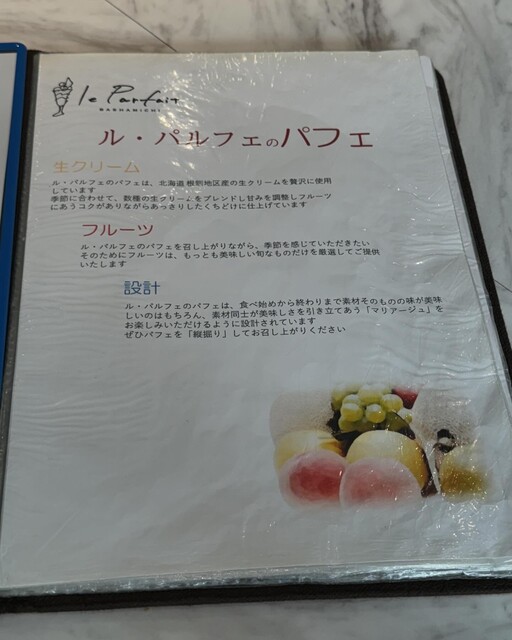 le Parfait
BASHAMICHI
ル・パルフェのパフェ
生クリーム
ル・パルフェのパフェは、北海道根釧地区産の生クリームを贅沢に使用
しています
季節に合わせて、数種の生クリームをブレンドし甘みを調整しフルーツ
にあうコクがありながらあっさりしたくちどけに仕上げています
フルーツ
ル・パルフェのパフェを召し上がりながら、季節を感じていただきたい
そのためにフルーツは、もっとも美味しい旬なものだけを厳選してご提供
いたします
設計
ル・パルフェのパフェは、食べ始めから終わりまで素材そのものの味が美味
しいのはもちろん、素材同士が美味しさを引き立てあう「マリアージュ」を
お楽しみいただけるように設計されています
ぜひパフェを「縦掘り」してお召し上がりください